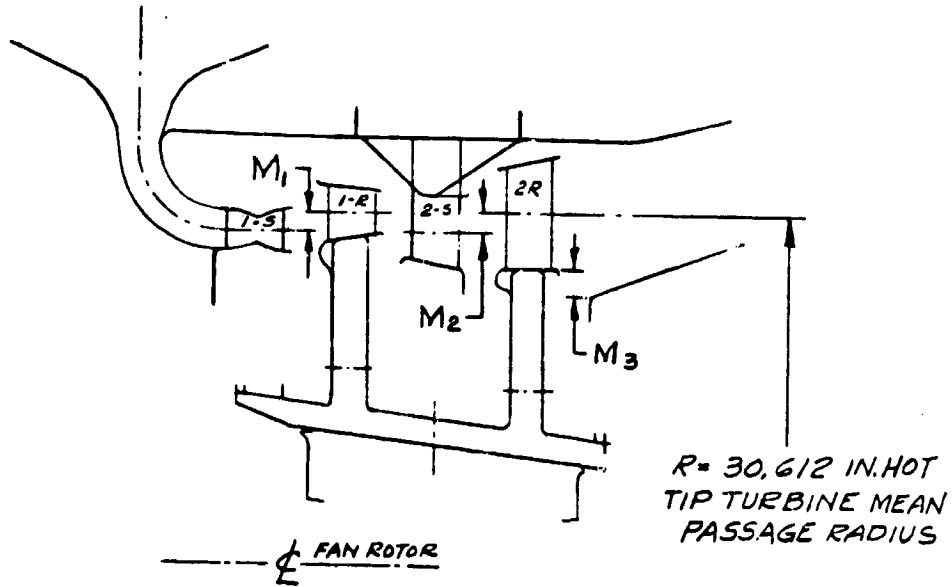 M1
1-S
1-R
2-S
2R
M2
M3
R= 30,612 IN.HOT
TIP TURBINE MEAN
PASSAGE RADIUS
℄ FAN ROTOR